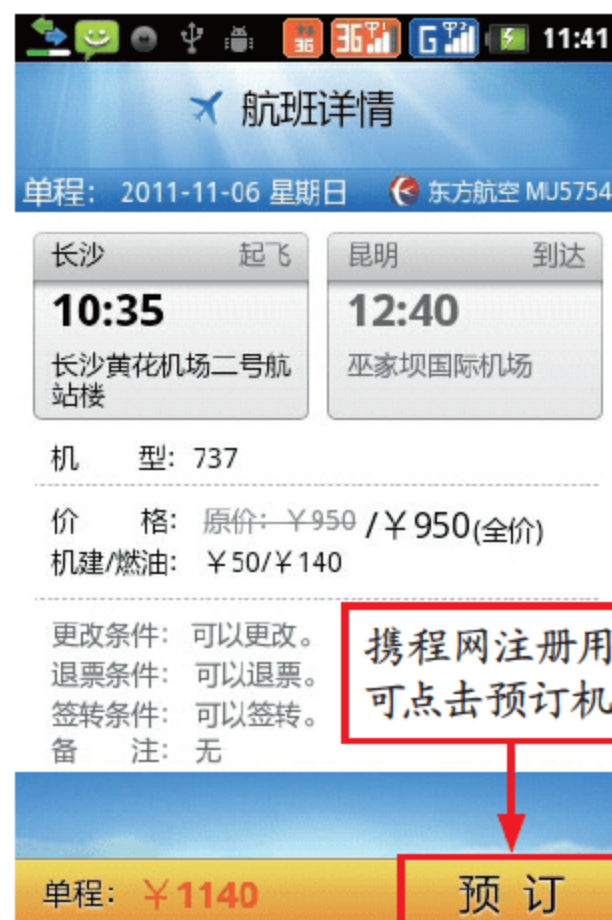 3G 3G G 11:41
航班详情
单程： 2011-11-06 星期日 东方航空 MU5754
长沙 起飞
10:35
长沙黄花机场二号航
站楼
昆明 到达
12:40
巫家坝国际机场
机 型： 737
价 格： 原价：￥950 /￥950(全价)
机建/燃油： ￥50/￥140
更改条件： 可以更改。
退票条件： 可以退票。
签转条件： 可以签转。
备 注： 无
携程网注册用
可点击预订机
单程： ￥1140
预 订